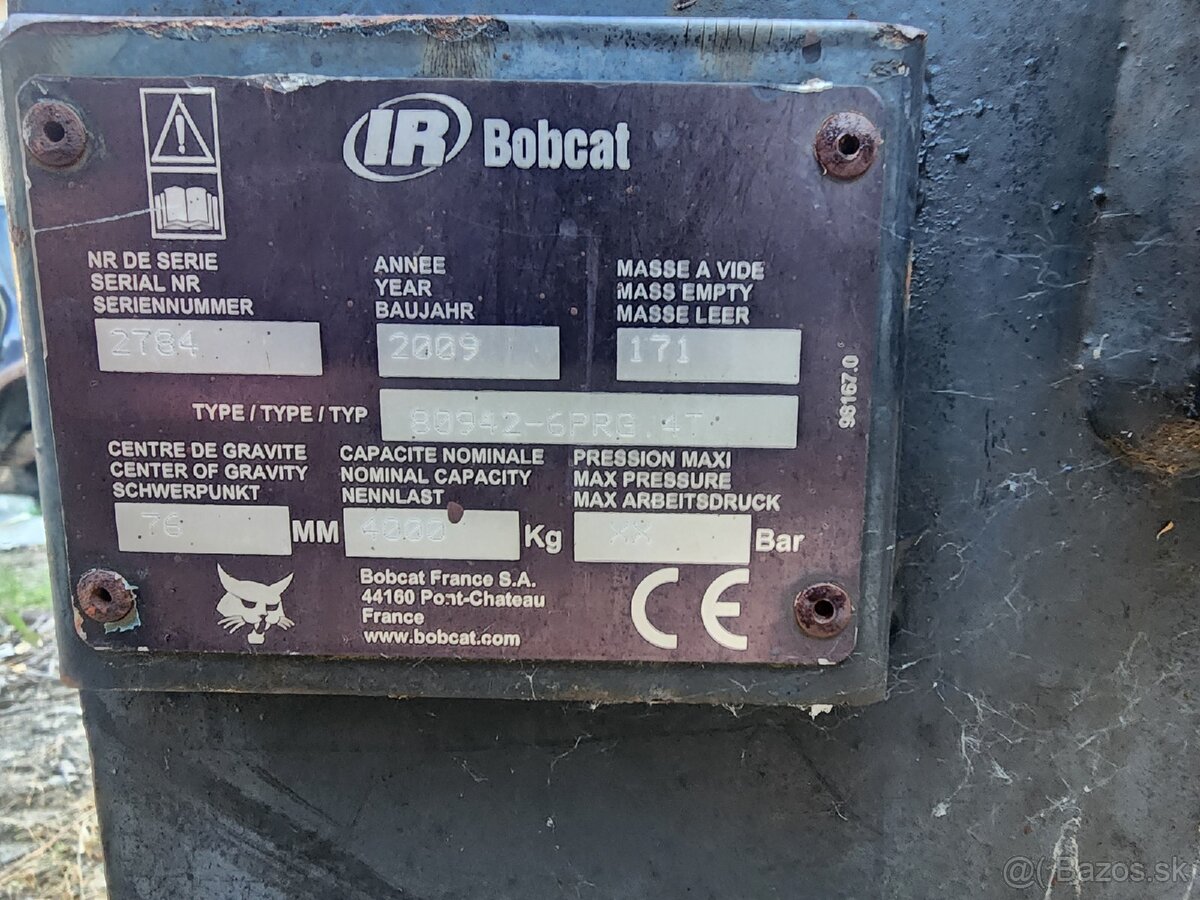 IR Bobcat
NR DE SERIE
SERIAL NR
SERIENNUMMER
2784
ANNEE
YEAR
BAUJAHR
2009
MASSE A VIDE
MASS EMPTY
MASSE LEER
171
TYPE / TYPE / TYP
98167.0
CENTRE DE GRAVITE
CENTER OF GRAVITY
SCHWERPUNKT
76 MM
CAPACITE NOMINALE
NOMINAL CAPACITY
NENNLAST
4000 Kg
PRESSION MAXI
MAX PRESSURE
MAX ARBEITSDRUCK
XX Bar
Bobcat France S.A.
44160 Pont-Chateau
France
www.bobcat.com
CE
@(Bazos.sk